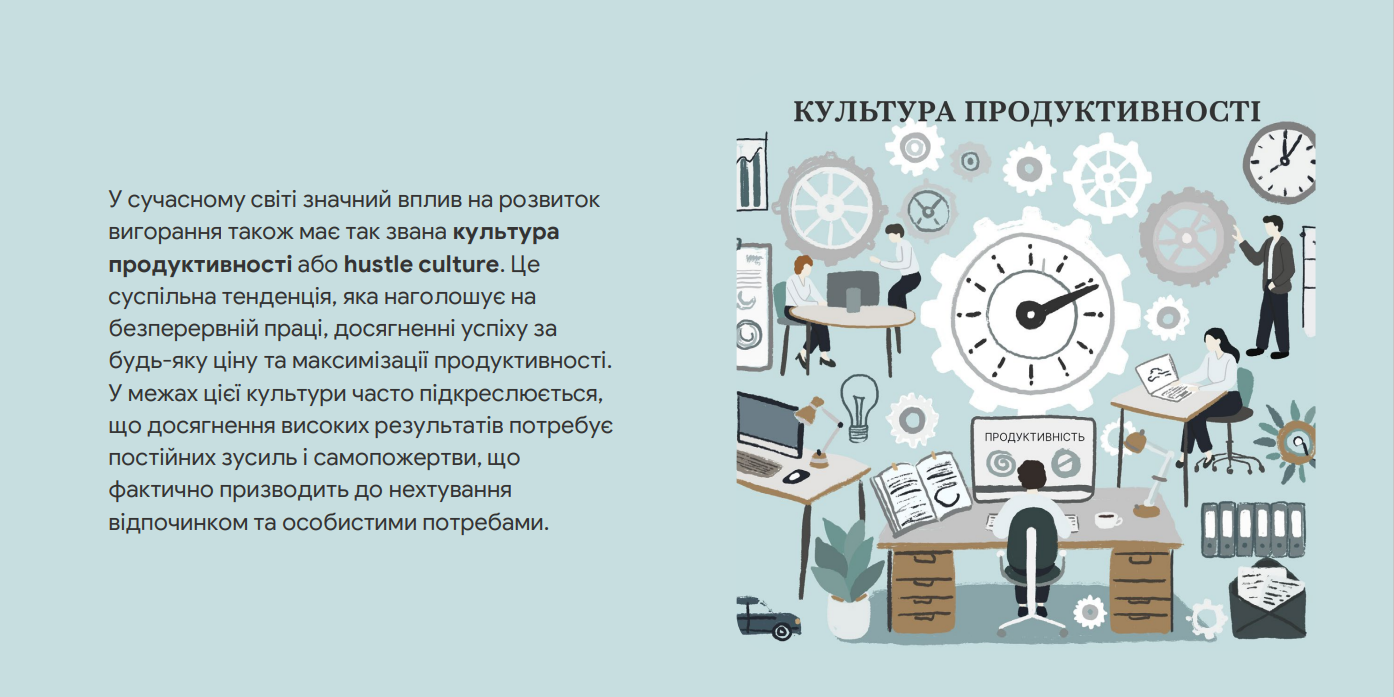 У сучасному світі значний вплив на розвиток
вигорання також має так звана культура
продуктивності або hustle culture. Це
суспільна тенденція, яка наголошує на
безперервній праці, досягненні успіху за
будь-яку ціну та максимізації продуктивності.
У межах цієї культури часто підкреслюється,
що досягнення високих результатів потребує
постійних зусиль і самопожертви, що
фактично призводить до нехтування
відпочинком та особистими потребами.
КУЛЬТУРА ПРОДУКТИВНОСТІ
ПРОДУКТИВНІСТЬ